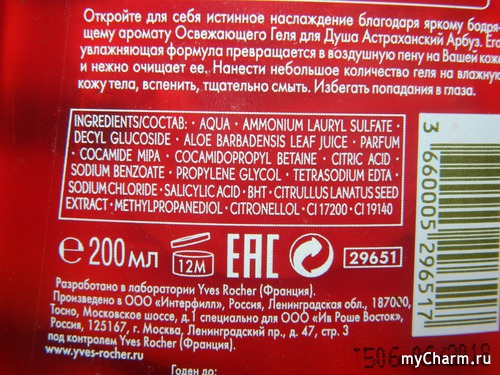 Откройте для себя истинное наслаждение благодаря яркому бодря-
щему аромату Освежающего Геля для Душа Астраханский Арбуз. Его
увлажняющая формула превращается в воздушную пену на Вашей коже
и нежно очищает ее. Нанести небольшое количество геля на влажную
кожу тела, вспенить, тщательно смыть. Избегать попадания в глаза.
INGREDIENTS/СОСТАВ: • AQUA • AMMONIUM LAURYL SULFATE •
DECYL GLUCOSIDE • ALOE BARBADENSIS LEAF JUICE • PARFUM •
COCAMIDE MIPA • COCAMIDOPROPYL BETAINE • CITRIC ACID •
SODIUM BENZOATE • PROPYLENE GLYCOL • TETRASODIUM EDTA •
SODIUM CHLORIDE • SALICYLIC ACID • BHT • CITRULLUS LANATUS SEED
EXTRACT • METHYLPROPANEDIOL • CITRONELLOL • CI 17200 • CI 19140
℮ 200 МЛ
12M
EAC
29651
Разработано в лаборатории Yves Rocher (Франция).
Произведено в ООО «Интерфилл», Россия, Ленинградская обл., 187000,
Тосно, Московское шоссе, д.1 специально для ООО «Ив Роше Восток»,
Россия, 125167, г. Москва, Ленинградский пр., д. 47, стр. 3
под контролем Yves Rocher (Франция).
www.yves-rocher.ru
3 660005 296517
myCharm.ru